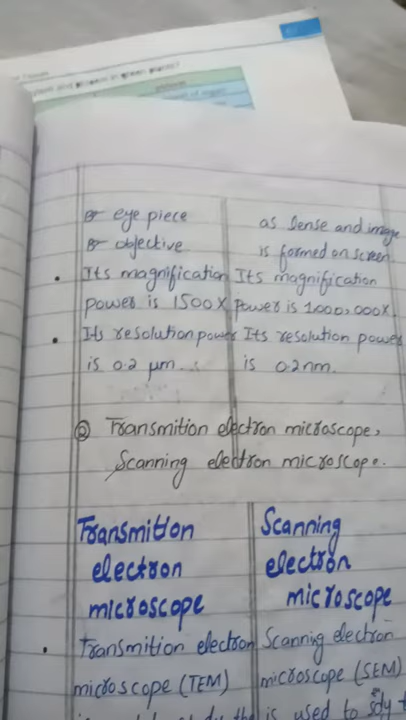 or eye piece
or objective
as lense and image
is formed on screen
. Its magnification
power is 1500X
Its magnification
power is 1000,000X.
. Its resolution power
is 0.2 μm.
Its resolution power
is 0.2nm.
② Transmition electron microscope,
Scanning electron microscope.
Transmition
electron
microscope
Scanning
electron
microscope
. Transmition electron
microscope (TEM)
Scannig electron
microscope (SEM)
is used to